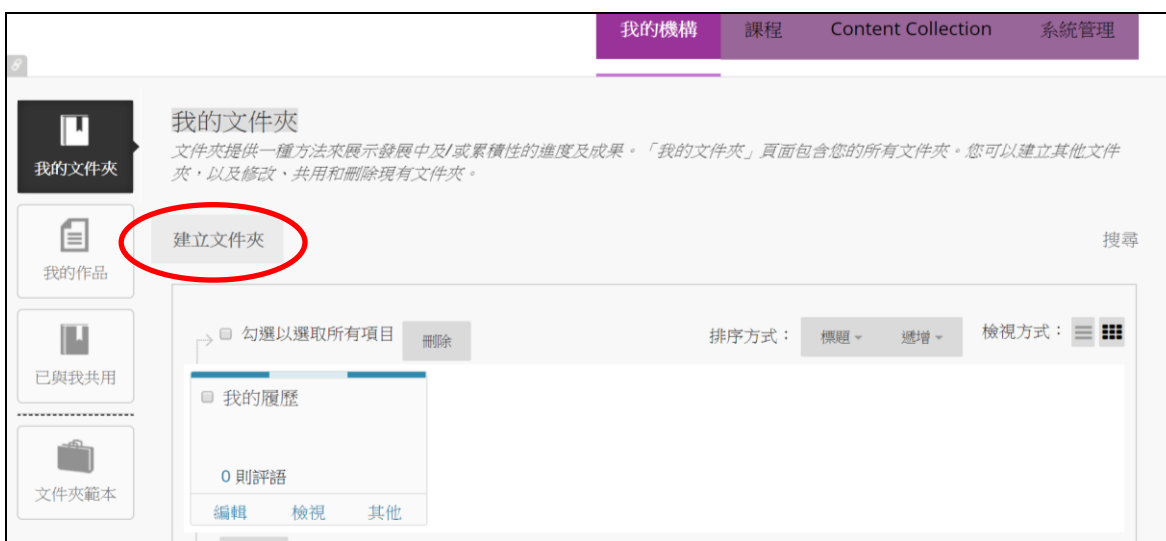 我的機構 課程 Content Collection 系統管理
我的文件夾
我的文件夾
文件夾提供一種方法來展示發展中及/或累積性的進度及成果。「我的文件夾」頁面包含您的所有文件夾。您可以建立其他文件
夾，以及修改、共用和刪除現有文件夾。
我的作品
建立文件夾 搜尋
勾選以選取所有項目 刪除 排序方式： 標題 遞增 檢視方式：
已與我共用
我的履歷
0 則評語
編輯 檢視 其他
文件夾範本